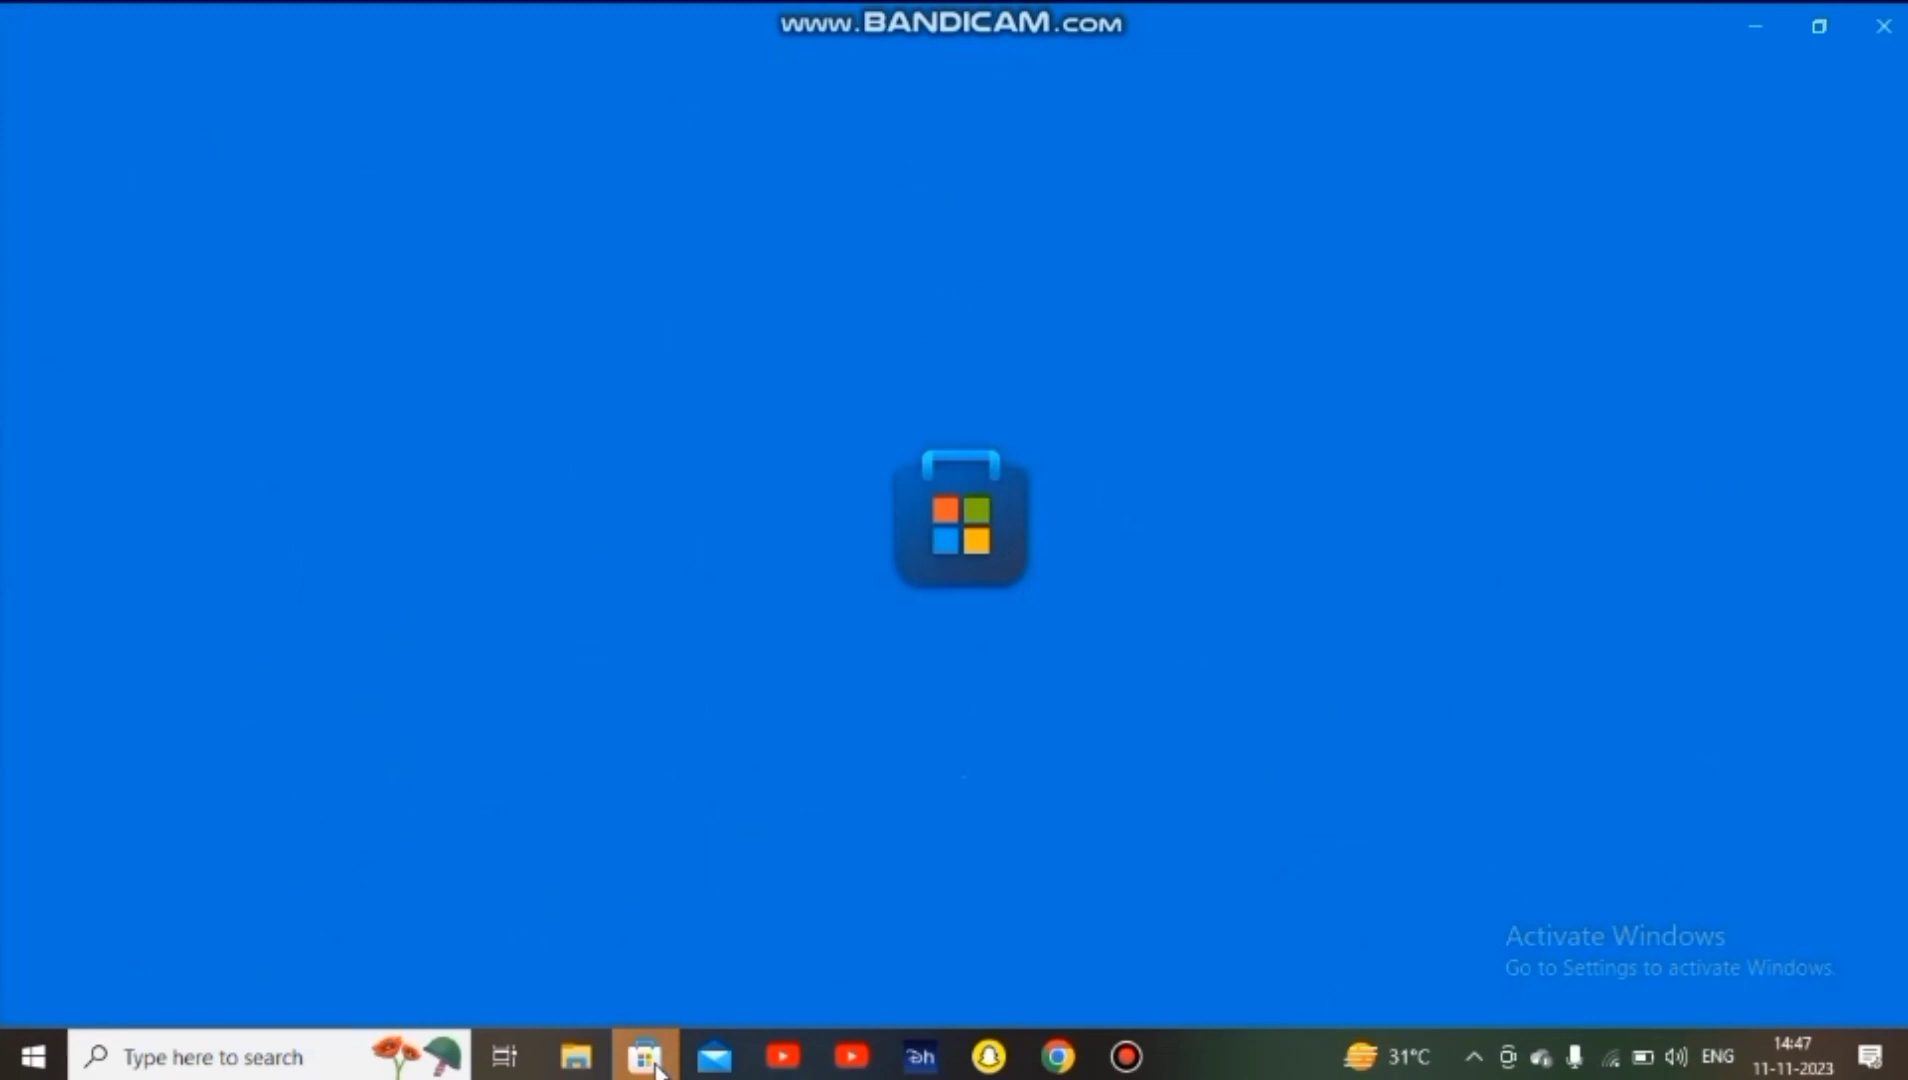 www.BANDICAM.com
Activate Windows
Go to Settings to activate Windows.
Type here to search
əh
31°C
ENG
14:47
11-11-2023